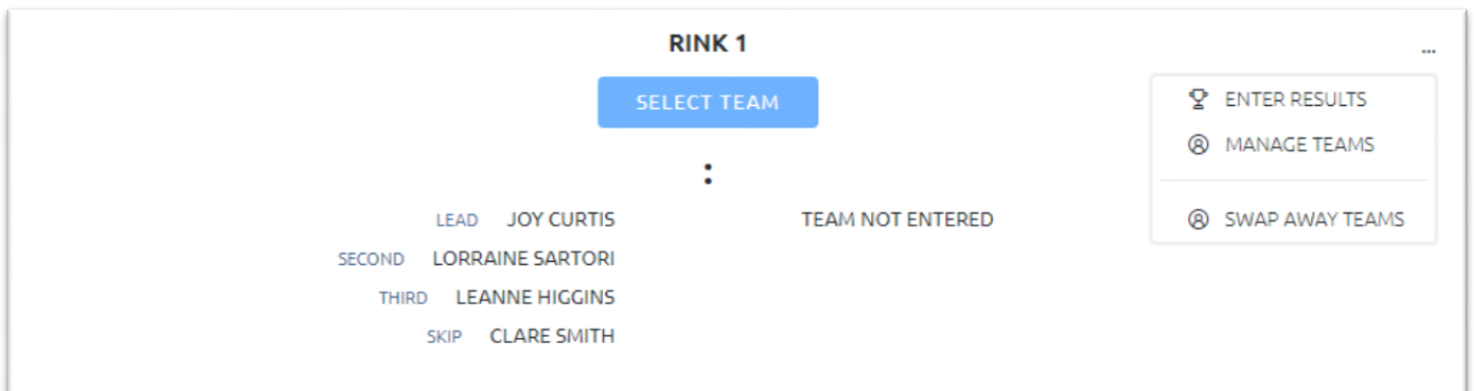 RINK 1
...
SELECT TEAM
ENTER RESULTS
MANAGE TEAMS
:
LEAD JOY CURTIS TEAM NOT ENTERED
SWAP AWAY TEAMS
SECOND LORRAINE SARTORI
THIRD LEANNE HIGGINS
SKIP CLARE SMITH